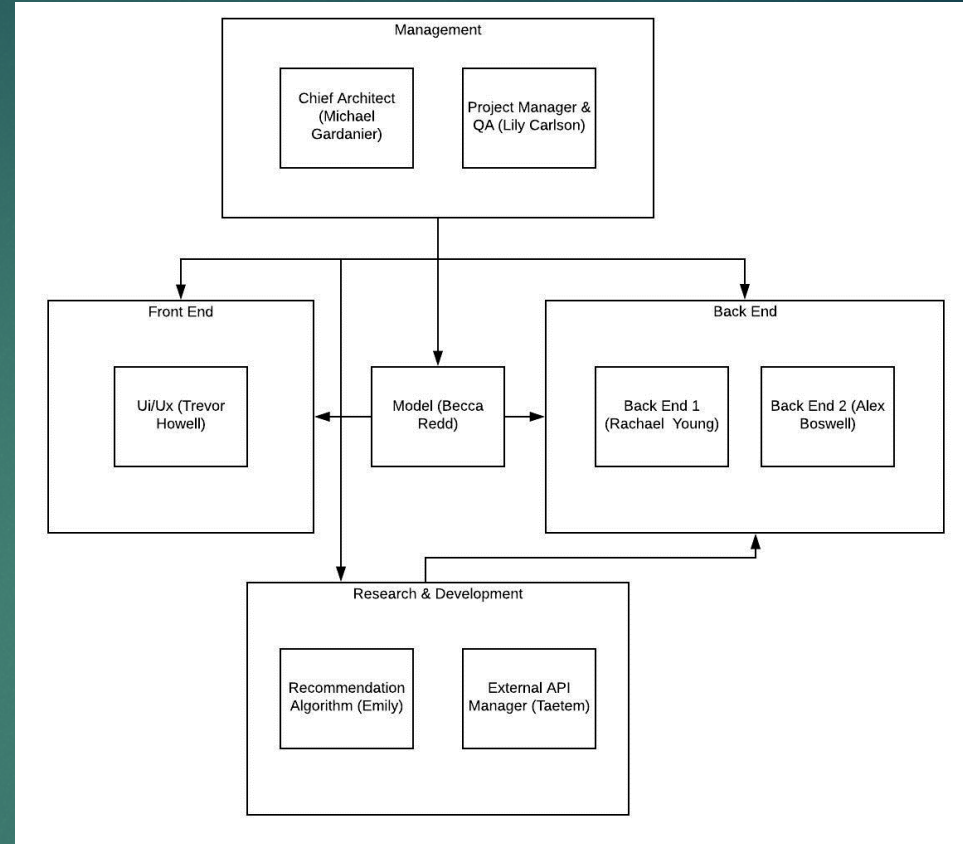 Management
Chief Architect
(Michael
Gardanier)
Project Manager &
QA (Lily Carlson)
Front End
Back End
Ui/Ux (Trevor
Howell)
Model (Becca
Redd)
Back End 1
(Rachael  Young)
Back End 2 (Alex
Boswell)
Research & Development
Recommendation
Algorithm (Emily)
External API
Manager (Taetem)